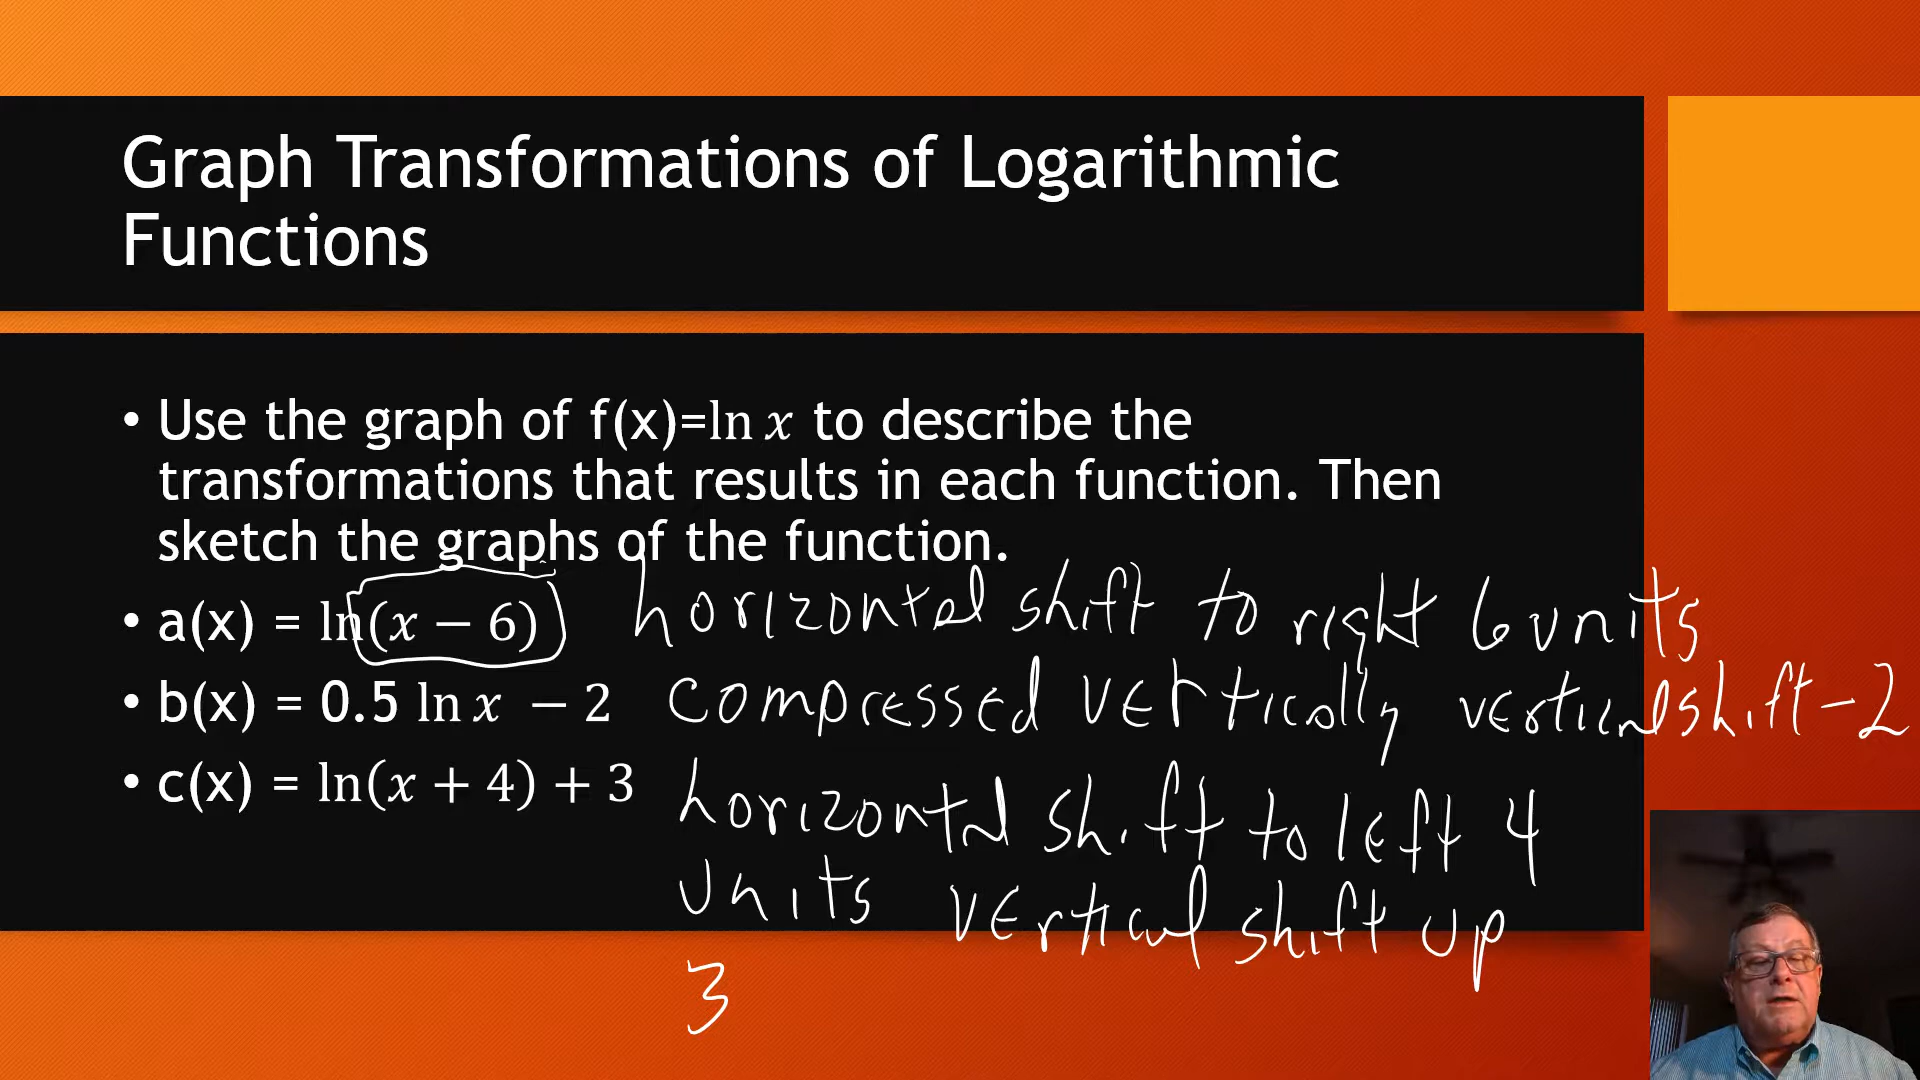 Graph Transformations of Logarithmic
Functions
• Use the graph of f(x)=ln x to describe the
transformations that results in each function. Then
sketch the graphs of the function.
• a(x) = ln(x − 6) horizontal shift to right 6 units
• b(x) = 0.5 ln x − 2 compressed vertically vertical shift -2
• c(x) = ln(x + 4) + 3 horizontal shift to left 4
units vertical shift up
3